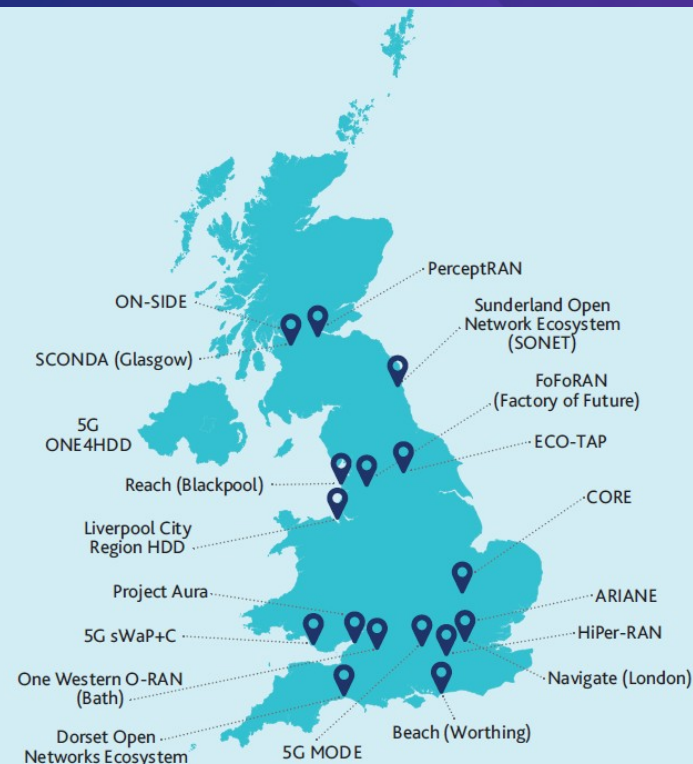 PerceptRAN
ON-SIDE
Sunderland Open
Network Ecosystem
(SONET)
SCONDA (Glasgow)
FoFoRAN
(Factory of Future)
5G
ONE4HDD
ECO-TAP
Reach (Blackpool)
CORE
Liverpool City
Region HDD
Project Aura
ARIANE
5G sWaP+C
HiPer-RAN
One Western O-RAN
(Bath)
Navigate (London)
Dorset Open
Networks Ecosystem
5G MODE
Beach (Worthing)